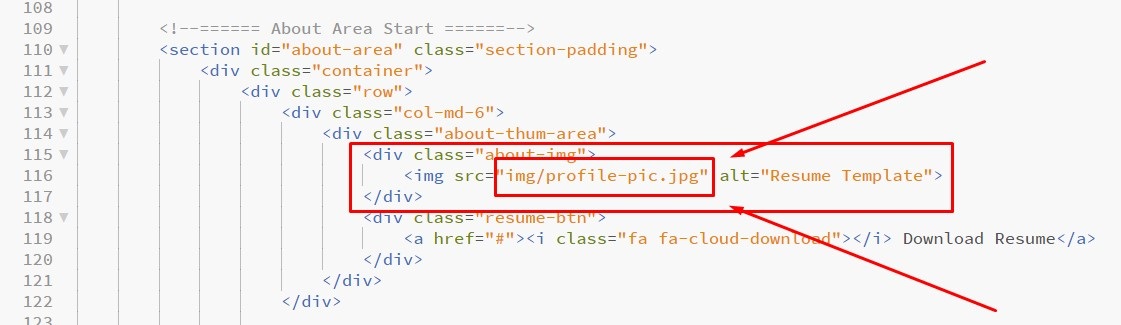 108
109 <!--====== About Area Start ======-->
110 <section id="about-area" class="section-padding">
111 <div class="container">
112 <div class="row">
113 <div class="col-md-6">
114 <div class="about-thum-area">
115 <div class="about-img">
116 <img src="img/profile-pic.jpg" alt="Resume Template">
117 </div>
118 <div class="resume-btn">
119 <a href="#"><i class="fa fa-cloud-download"></i> Download Resume</a>
120 </div>
121 </div>
122 </div>
123